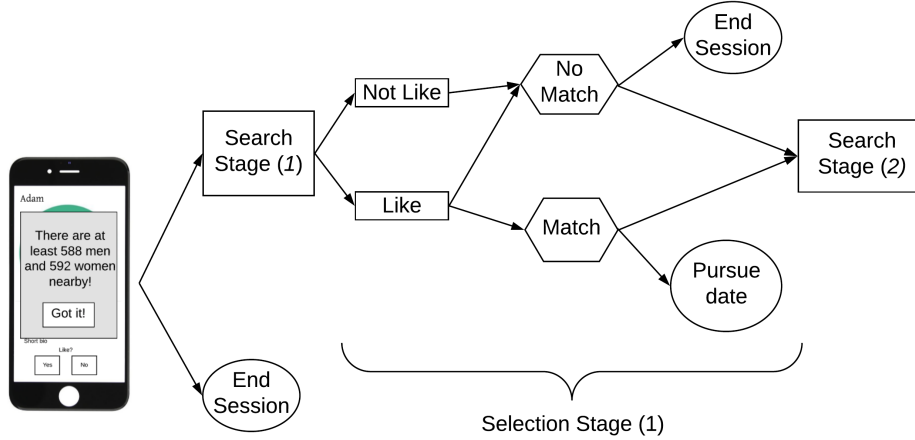 Adam
There are at
least 588 men
and 592 women
nearby!
Got it!
Short bio
Like?
Yes
No
Search
Stage (1)
End
Session
Not Like
Like
No
Match
Match
End
Session
Pursue
date
Search
Stage (2)
Selection Stage (1)